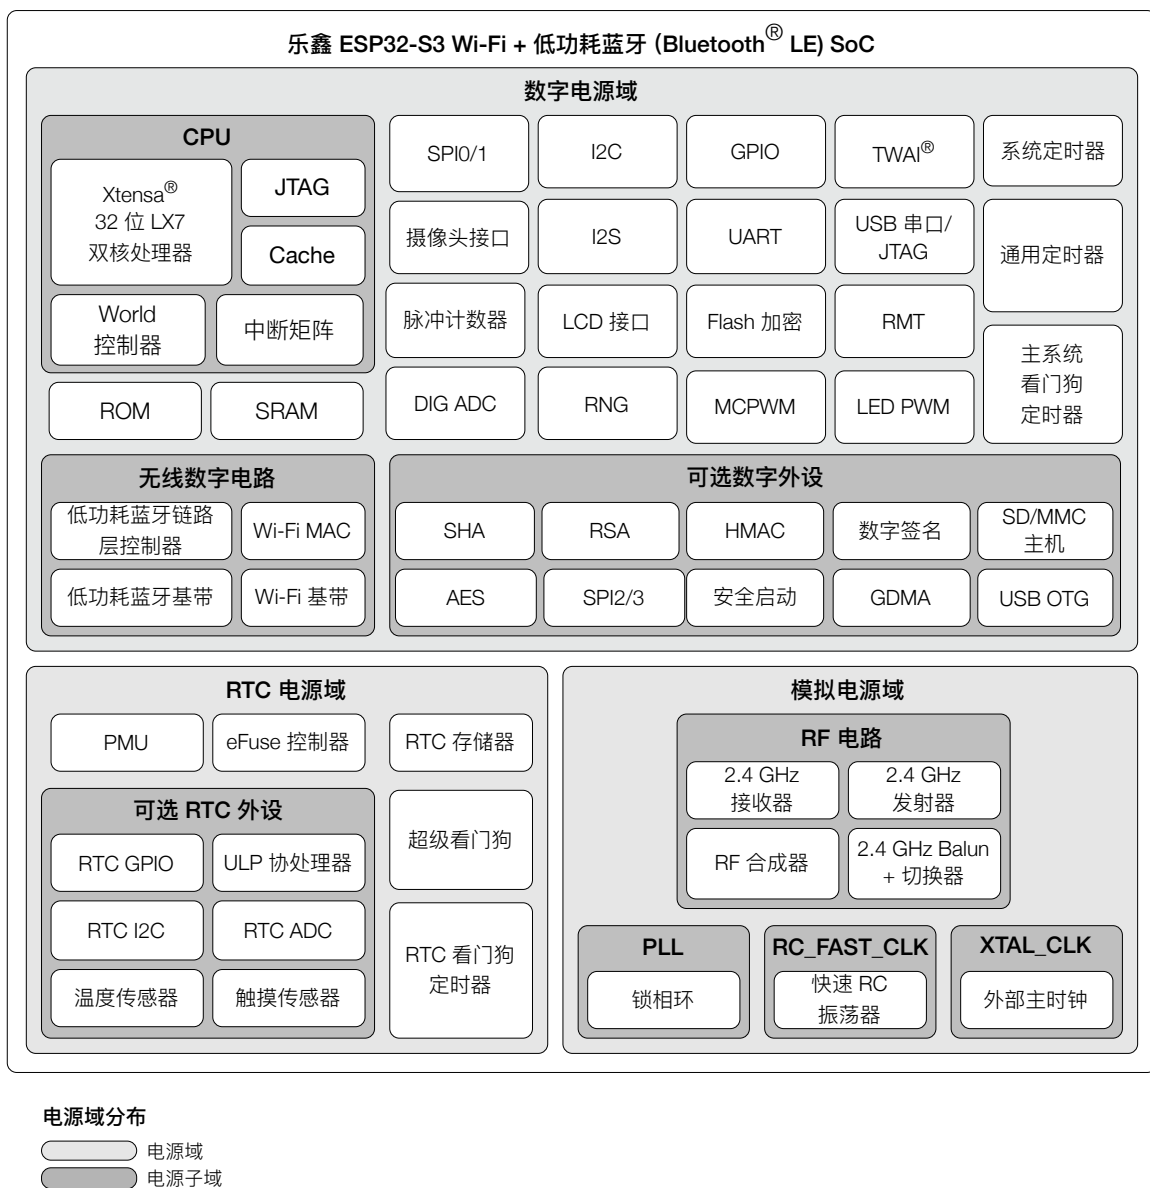 乐鑫 ESP32-S3 Wi-Fi + 低功耗蓝牙 (Bluetooth® LE) SoC
数字电源域
CPU
Xtensa®
32 位 LX7
双核处理器
JTAG
Cache
World
控制器
中断矩阵
ROM
SRAM
SPI0/1
I2C
GPIO
TWAI®
系统定时器
摄像头接口
I2S
UART
USB 串口/
JTAG
通用定时器
脉冲计数器
LCD 接口
Flash 加密
RMT
主系统
看门狗
定时器
DIG ADC
RNG
MCPWM
LED PWM
无线数字电路
低功耗蓝牙链路
层控制器
Wi-Fi MAC
低功耗蓝牙基带
Wi-Fi 基带
可选数字外设
SHA
RSA
HMAC
数字签名
SD/MMC
主机
AES
SPI2/3
安全启动
GDMA
USB OTG
RTC 电源域
PMU
eFuse 控制器
RTC 存储器
可选 RTC 外设
RTC GPIO
ULP 协处理器
RTC I2C
RTC ADC
温度传感器
触摸传感器
超级看门狗
RTC 看门狗
定时器
模拟电源域
RF 电路
2.4 GHz
接收器
2.4 GHz
发射器
RF 合成器
2.4 GHz Balun
+ 切换器
PLL
锁相环
RC_FAST_CLK
快速 RC
振荡器
XTAL_CLK
外部主时钟
电源域分布
电源域
电源子域